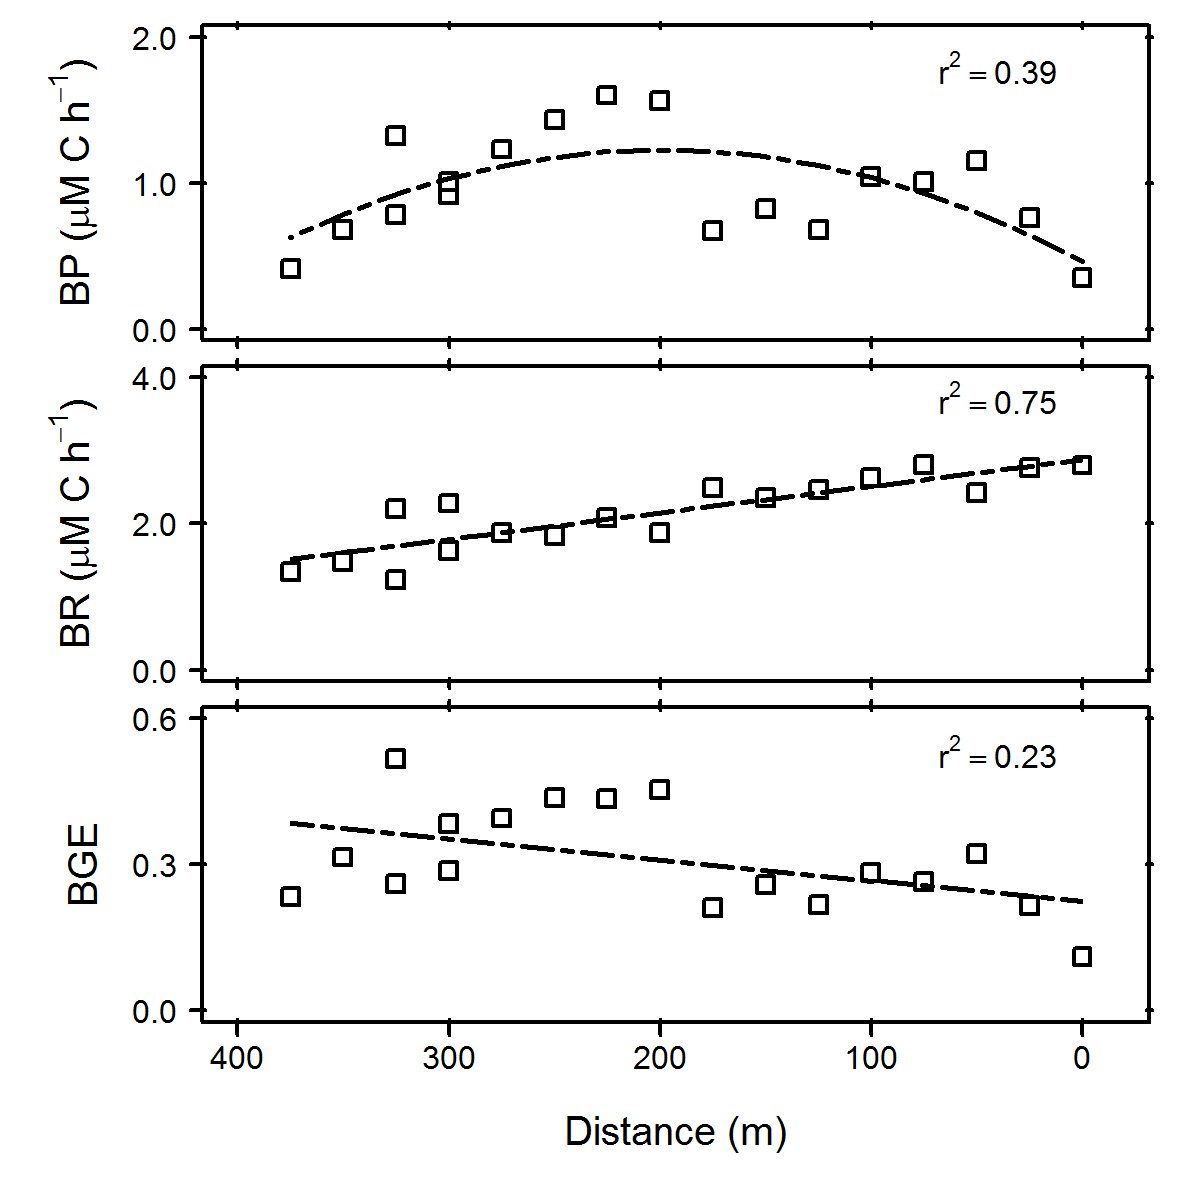 2.0
1.0
0.0
BP (μM C h⁻¹)
r² = 0.39
4.0
2.0
0.0
BR (μM C h⁻¹)
r² = 0.75
0.6
0.3
0.0
BGE
r² = 0.23
400 300 200 100 0
Distance (m)